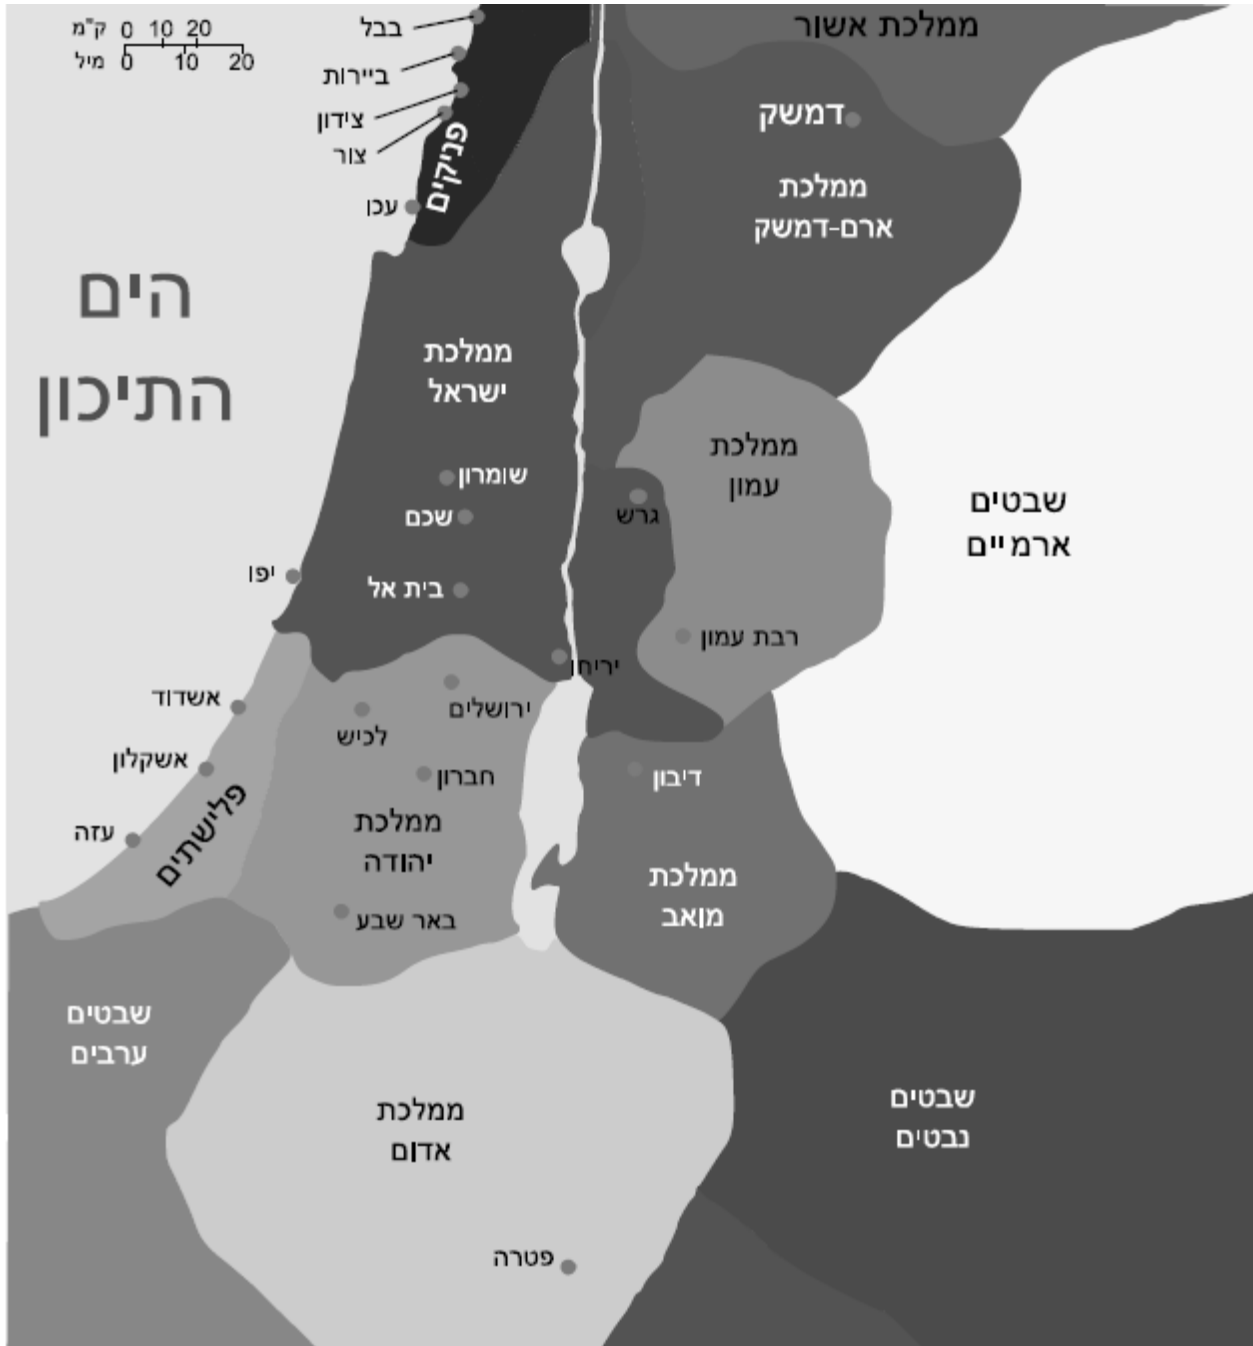 ק"מ 0 10 20
מיל 0 10 20
בבל
ביירות
צידון
צור
עכן
פניקים
ממלכת אשור
דמשק
ממלכת
ארם-דמשק
הים
התיכון
ממלכת
ישראל
שומרון
שכם
בית אל
יפו
ממלכת
עמון
גרש
רבת עמון
שבטים
ארמיים
יריחו
ירושלים
לכיש
חברון
ממלכת
יהודה
באר שבע
אשדוד
אשקלון
עזה
פלישתים
דיבון
ממלכת
מואב
שבטים
ערבים
ממלכת
אדום
פטרה
שבטים
נבטים